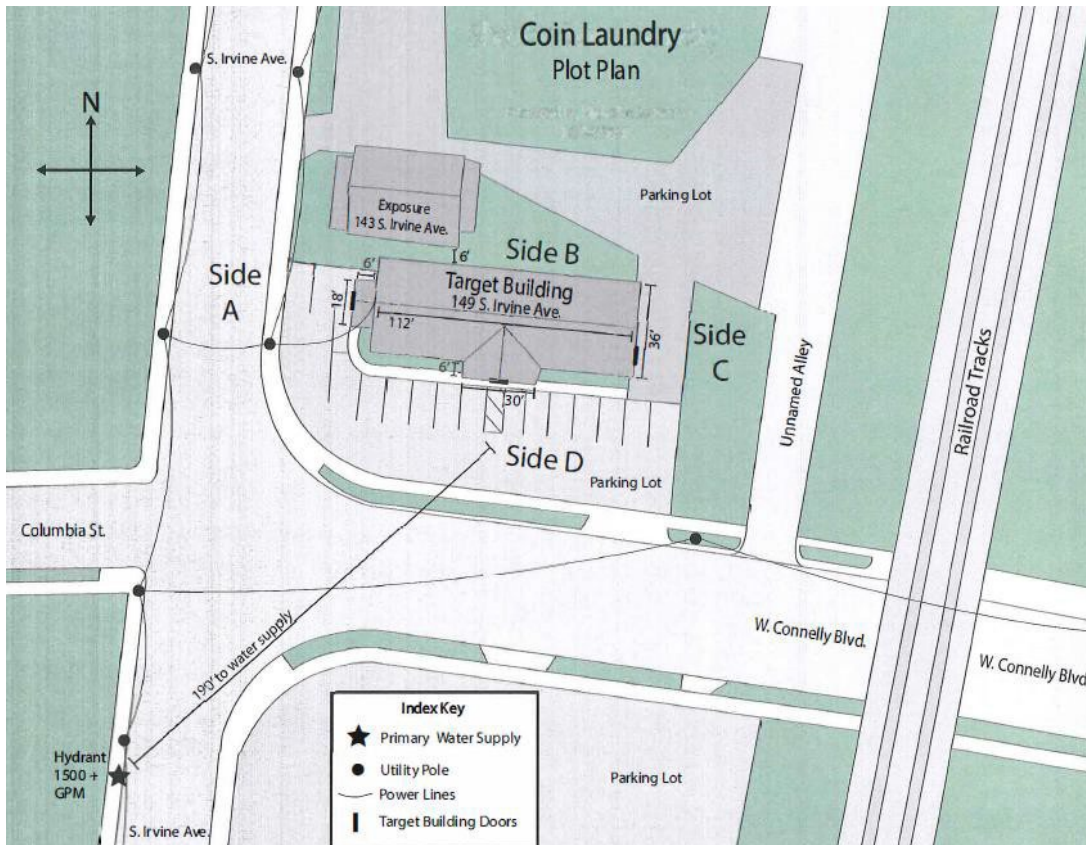 Coin Laundry
Plot Plan
S. Irvine Ave.
N
Parking Lot
Exposure
143 S. Irvine Ave.
Side B
6'
6'
Side
A
Target Building
149 S. Irvine Ave.
18'
112'
36'
Side
C
6'
30'
Unnamed Alley
Railroad Tracks
Side D
Parking Lot
Columbia St.
190' to water supply
W. Connelly Blvd.
W. Connelly Blvd
Index Key
Primary Water Supply
Utility Pole
Power Lines
Target Building Doors
Hydrant
1500 +
GPM
Parking Lot
S. Irvine Ave.